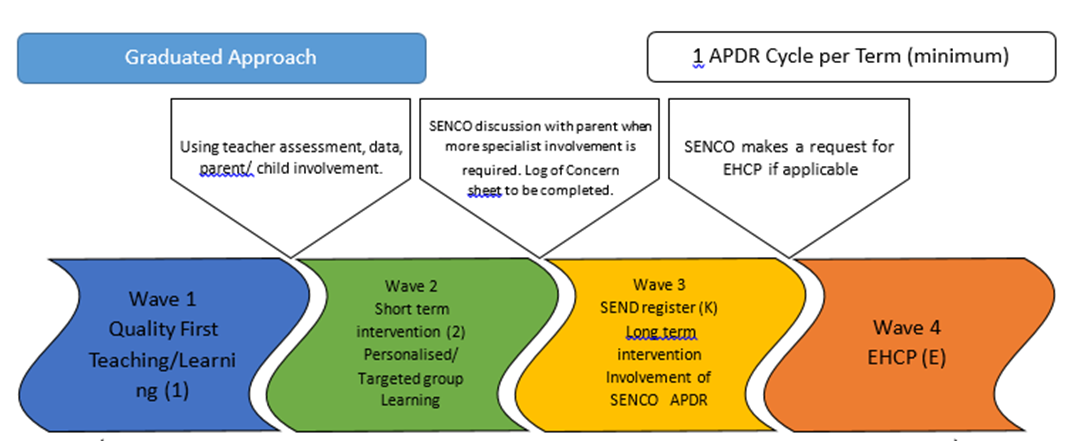 Graduated Approach
1 APDR Cycle per Term (minimum)
Using teacher assessment, data,
parent/ child involvement.
SENCO discussion with parent when
more specialist involvement is
required. Log of Concern
sheet to be completed.
SENCO makes a request for
EHCP if applicable
Wave 1
Quality First
Teaching/Learni
ng (1)
Wave 2
Short term
intervention (2)
Personalised/
Targeted group
Learning
Wave 3
SEND register (K)
Long term
intervention
Involvement of
SENCO APDR
Wave 4
EHCP (E)